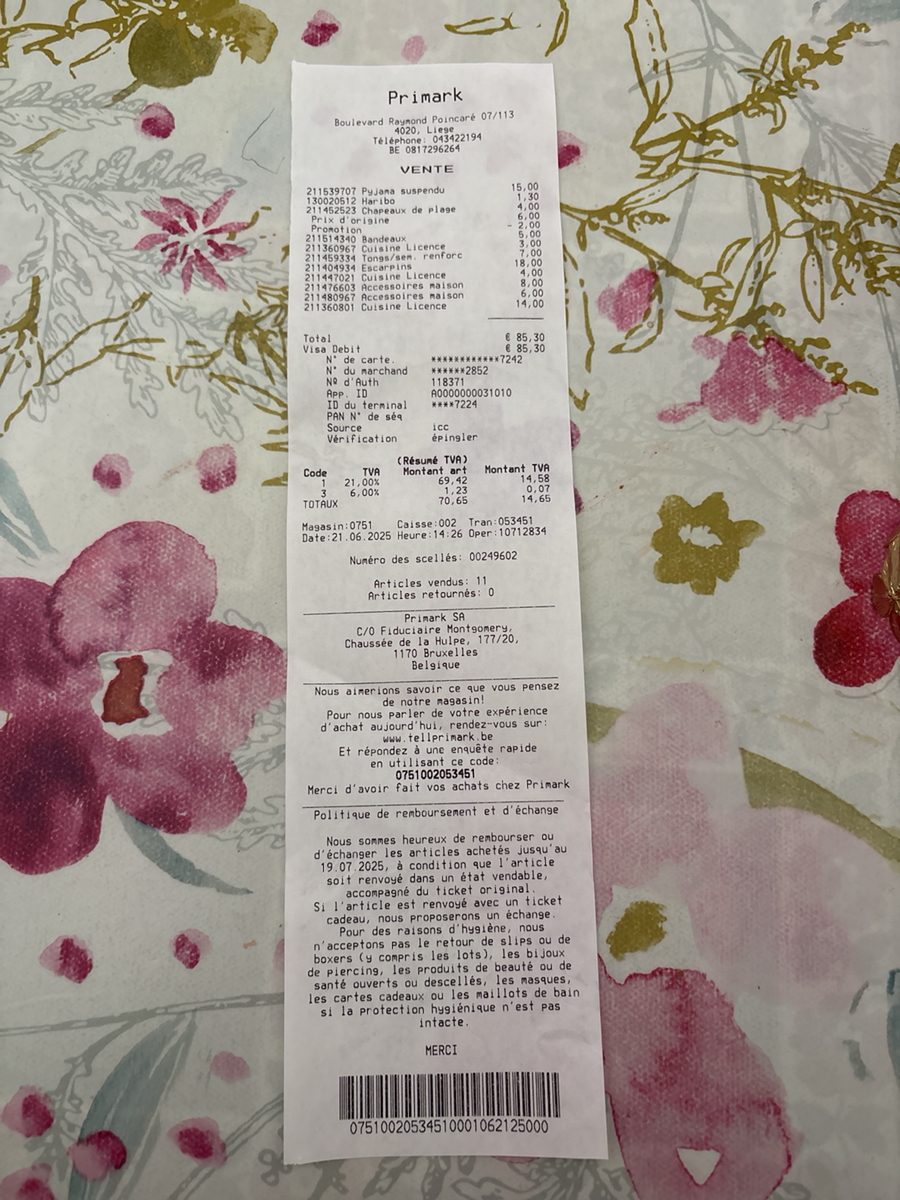 Primark
Boulevard Raymond Poincaré 07/113
4020, Liege
Téléphone: 043422194
BE 0817296264
VENTE
211539707 Pyjama suspendu 15,00
130020512 Haribo 1,30
211452523 Chapeaux de plage 4,00
Prix d'origine 6,00
Promotion - 2,00
211514340 Bandeaux 5,00
211360967 Cuisine Licence 3,00
211459334 Tongs/sem. renforc 7,00
211404934 Escarpins 18,00
211447021 Cuisine Licence 4,00
211476603 Accessoires maison 8,00
211480967 Accessoires maison 6,00
211360801 Cuisine Licence 14,00
Total € 85,30
Visa Debit € 85,30
N° de carte. ************7242
N° du marchand ******2852
Nº d'Auth 118371
App. ID A0000000031010
ID du terminal ****7224
PAN N° de séq
Source icc
Vérification épingler
(Résumé TVA)
Code TVA Montant art Montant TVA
1 21,00% 69,42 14,58
3 6,00% 1,23 0,07
TOTAUX 70,65 14,65
Magasin:0751 Caisse:002 Tran:053451
Date:21.06.2025 Heure:14:26 Oper:10712834
Numéro des scellés: 00249602
Articles vendus: 11
Articles retournés: 0
Primark SA
C/O Fiduciaire Montgomery,
Chaussée de la Hulpe, 177/20,
1170 Bruxelles
Belgique
Nous aimerions savoir ce que vous pensez
de notre magasin!
Pour nous parler de votre expérience
d'achat aujourd'hui, rendez-vous sur:
www.tellprimark.be
Et répondez à une enquête rapide
en utilisant ce code:
0751002053451
Merci d'avoir fait vos achats chez Primark
Politique de remboursement et d'échange
Nous sommes heureux de rembourser ou
d'échanger les articles achetés jusqu'au
19.07.2025, à condition que l'article
soit renvoyé dans un état vendable,
accompagné du ticket original.
Si l'article est renvoyé avec un ticket
cadeau, nous proposerons un échange.
Pour des raisons d'hygiène, nous
n'acceptons pas le retour de slips ou de
boxers (y compris les lots), les bijoux
de piercing, les produits de beauté ou de
santé ouverts ou descellés, les masques,
les cartes cadeaux ou les maillots de bain
si la protection hygiénique n'est pas
intacte.
MERCI
07510020534510001062125000